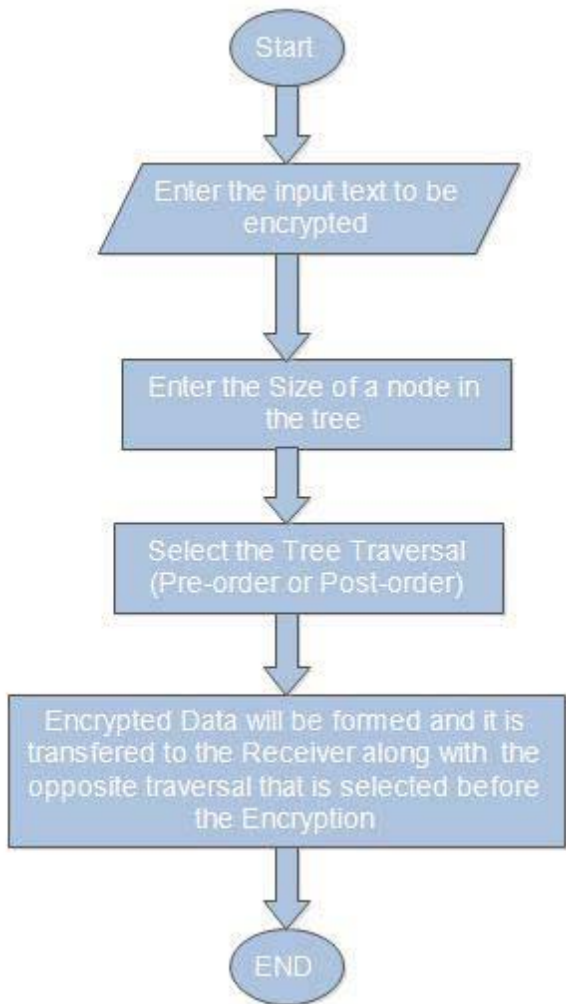 Start
Enter the input text to be
encrypted
Enter the Size of a node in
the tree
Select the Tree Traversal
(Pre-order or Post-order)
Encrypted Data will be formed and it is
transfered to the Receiver along with the
opposite traversal that is selected before
the Encryption
END